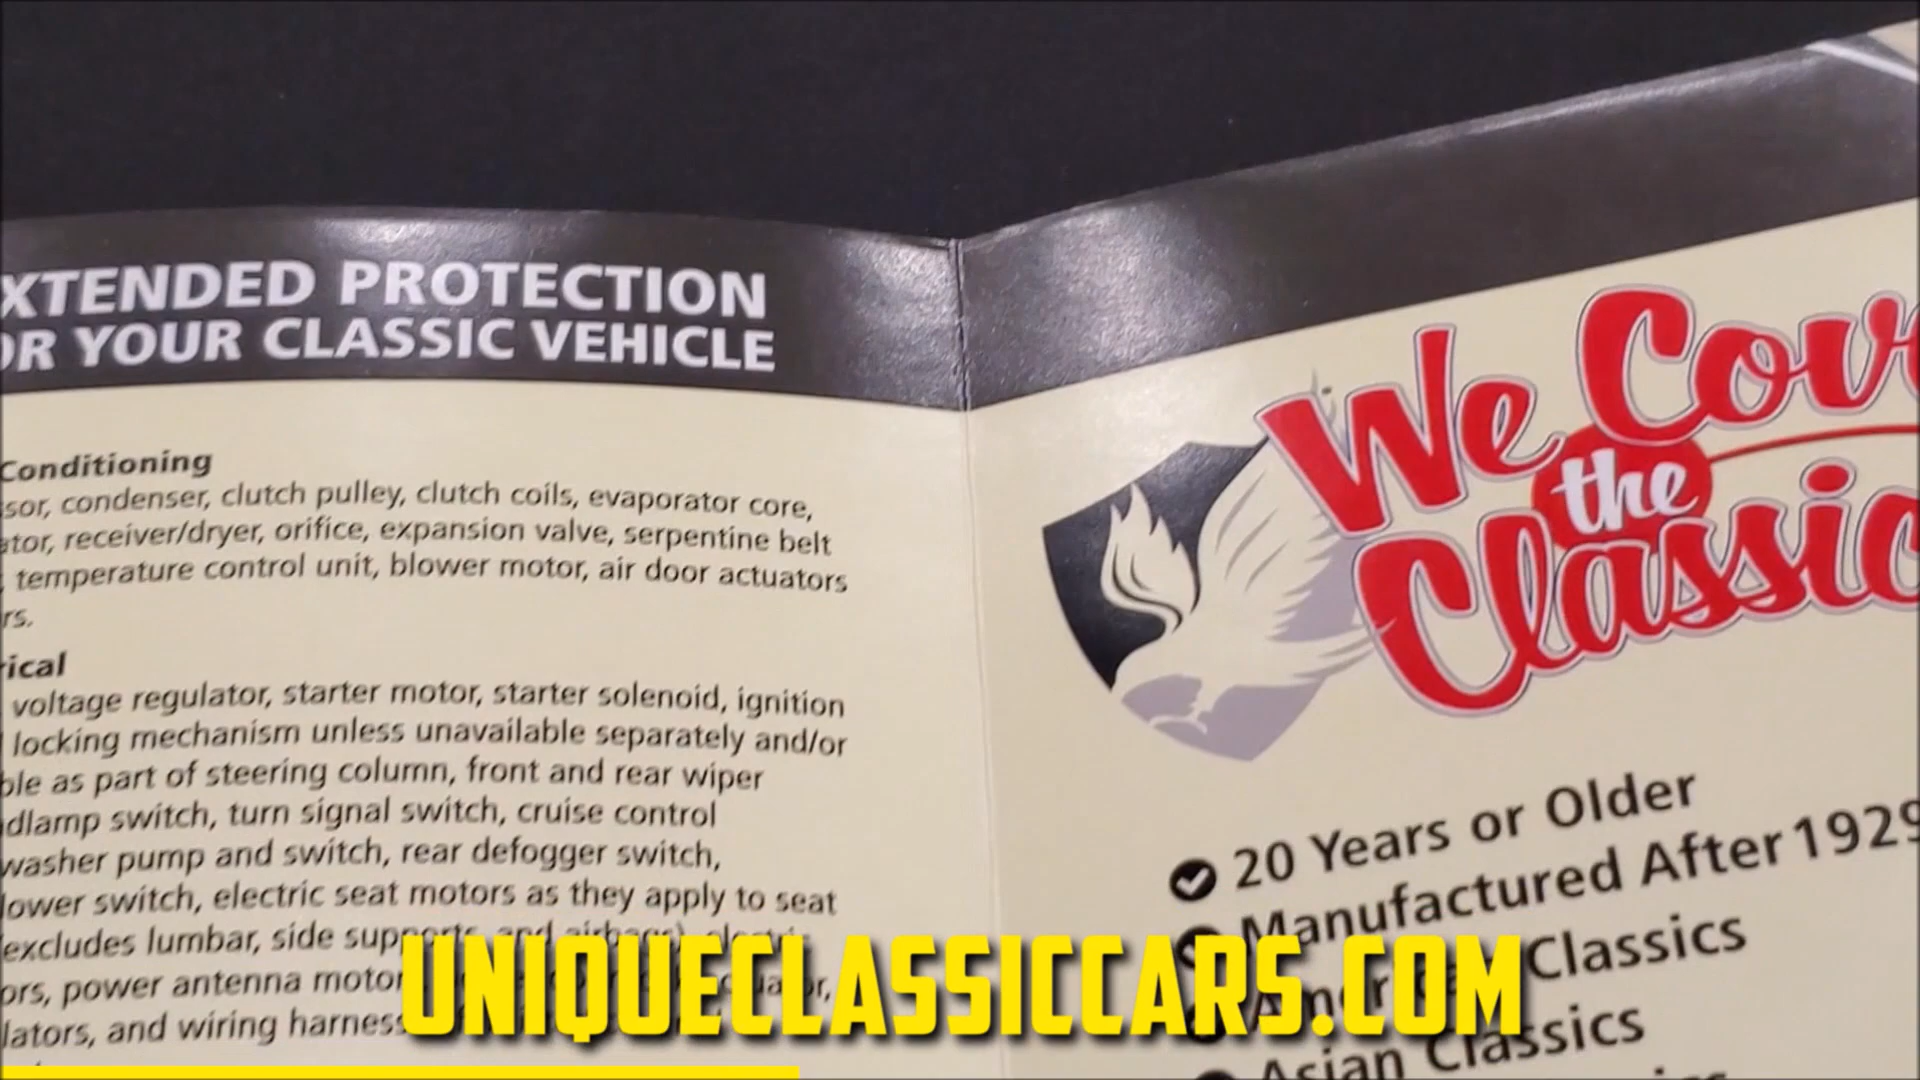 XTENDED PROTECTION
OR YOUR CLASSIC VEHICLE
Conditioning
ssor, condenser, clutch pulley, clutch coils, evaporator core,
ator, receiver/dryer, orifice, expansion valve, serpentine belt
temperature control unit, blower motor, air door actuators
rs.
rical
voltage regulator, starter motor, starter solenoid, ignition
locking mechanism unless unavailable separately and/or
ble as part of steering column, front and rear wiper
dlamp switch, turn signal switch, cruise control
washer pump and switch, rear defogger switch,
lower switch, electric seat motors as they apply to seat
(excludes lumbar, side supports, and airbags), electric
ors, power antenna motor
lators, and wiring harness
We Cov
the
Classic
20 Years or Older
Manufactured After 1929
American Classics
Asian Classics
UNIQUECLASSICCARS.COM